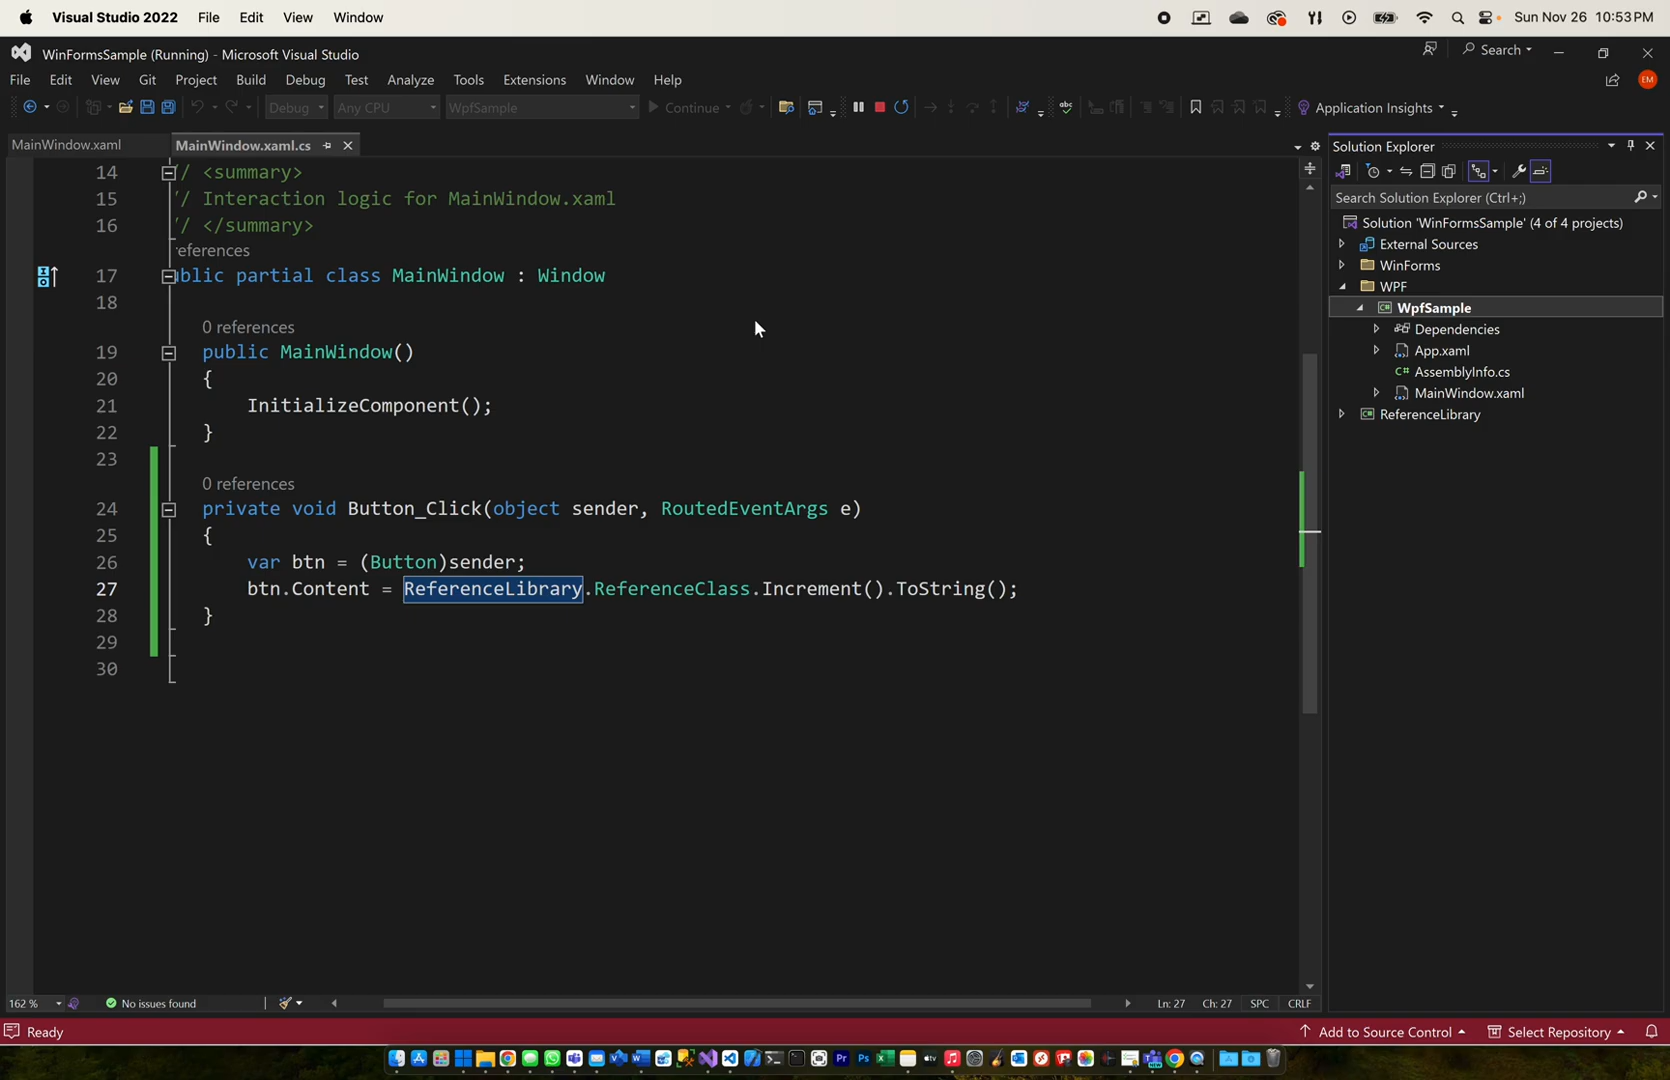 Visual Studio 2022 File Edit View Window Sun Nov 26 10:53 PM
WinFormsSample (Running) - Microsoft Visual Studio Search
File Edit View Git Project Build Debug Test Analyze Tools Extensions Window Help EM
Debug Any CPU WpfSample Continue abc Application Insights
MainWindow.xaml MainWindow.xaml.cs
14 // <summary>
15 // Interaction logic for MainWindow.xaml
16 // </summary>
references
17 ublic partial class MainWindow : Window
18
0 references
19 public MainWindow()
20 {
21 InitializeComponent();
22 }
23
0 references
24 private void Button_Click(object sender, RoutedEventArgs e)
25 {
26 var btn = (Button)sender;
27 btn.Content = ReferenceLibrary.ReferenceClass.Increment().ToString();
28 }
29
30
Solution Explorer
Search Solution Explorer (Ctrl+;)
Solution 'WinFormsSample' (4 of 4 projects)
External Sources
WinForms
WPF
C# WpfSample
Dependencies
App.xaml
C# AssemblyInfo.cs
MainWindow.xaml
C# ReferenceLibrary
162 % No issues found Ln: 27 Ch: 27 SPC CRLF
Ready Add to Source Control Select Repository